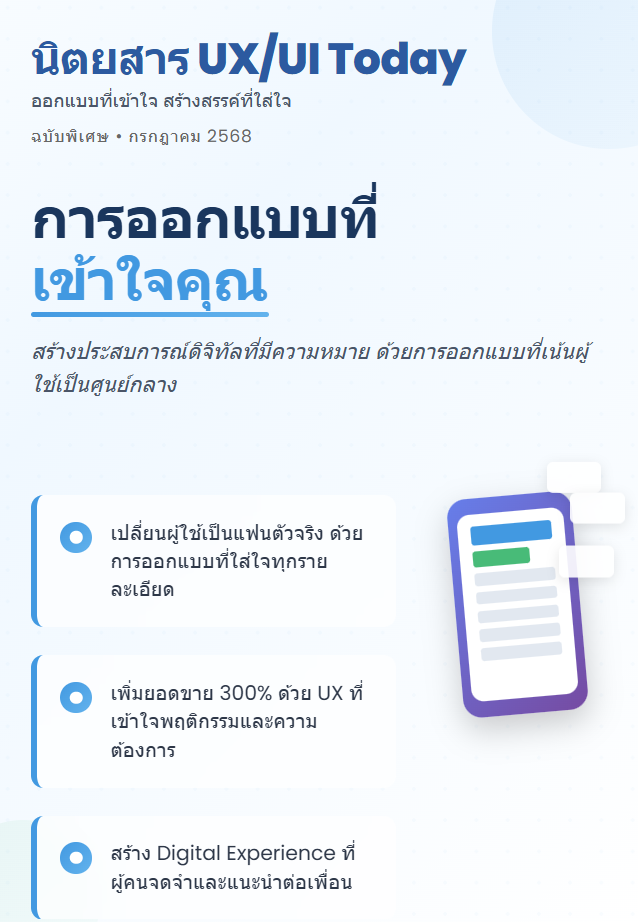 นิตยสาร UX/UI Today
ออกแบบที่เข้าใจ สร้างสรรค์ที่ใส่ใจ
ฉบับพิเศษ • กรกฎาคม 2568
การออกแบบที่
เข้าใจคุณ
สร้างประสบการณ์ดิจิทัลที่มีความหมาย ด้วยการออกแบบที่เน้นผู้
ใช้เป็นศูนย์กลาง
เปลี่ยนผู้ใช้เป็นแฟนตัวจริง ด้วย
การออกแบบที่ใส่ใจทุกราย
ละเอียด
เพิ่มยอดขาย 300% ด้วย UX ที่
เข้าใจพฤติกรรมและความ
ต้องการ
สร้าง Digital Experience ที่
ผู้คนจดจำและแนะนำต่อเพื่อน